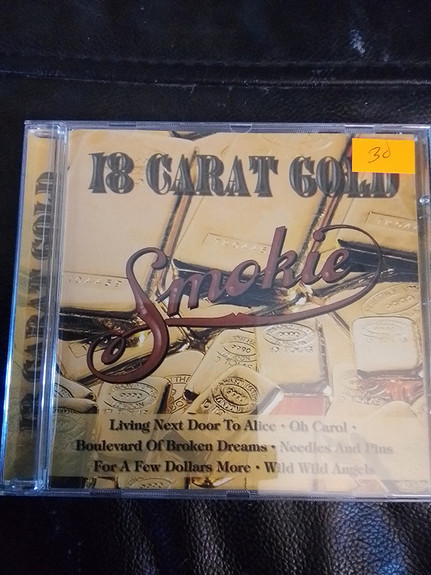 18 CARAT GOLD
30
Smokie
Living Next Door To Alice • Oh Carol •
Boulevard Of Broken Dreams • Needles And Pins
For A Few Dollars More • Wild Wild Angels
18 CARAT GOLD